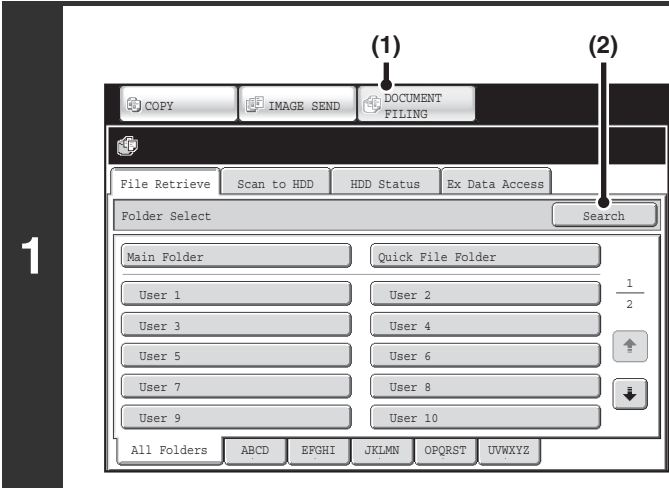 (1) (2)
COPY IMAGE SEND DOCUMENT
FILING
File Retrieve Scan to HDD HDD Status Ex Data Access
Folder Select Search
1
Main Folder Quick File Folder
User 1 User 2 1
2
User 3 User 4
User 5 User 6
User 7 User 8
User 9 User 10
All Folders ABCD EFGHI JKLMN OPQRST UVWXYZ